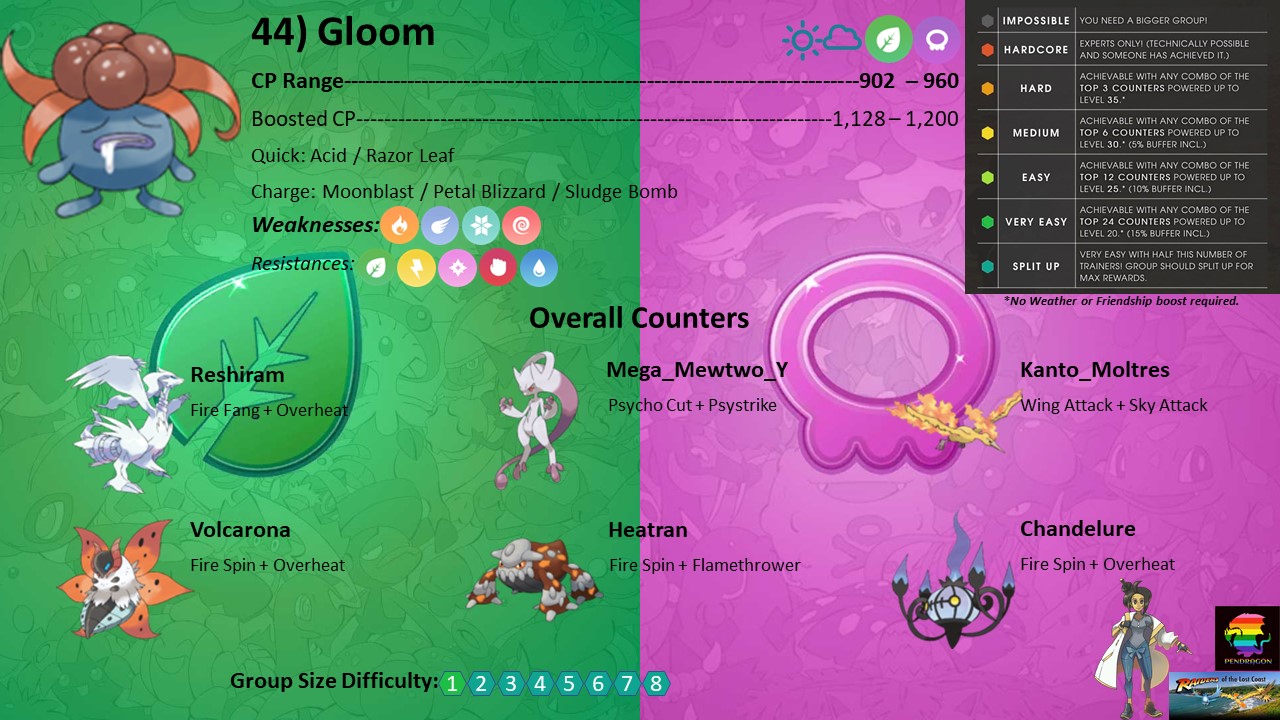 44) Gloom
CP Range---902 – 960
Boosted CP---1,128 – 1,200
Quick: Acid / Razor Leaf
Charge: Moonblast / Petal Blizzard / Sludge Bomb
Weaknesses:
Resistances:
IMPOSSIBLE YOU NEED A BIGGER GROUP!
HARDCORE EXPERTS ONLY! (TECHNICALLY POSSIBLE
AND SOMEONE HAS ACHIEVED IT.)
HARD ACHIEVABLE WITH ANY COMBO OF THE
TOP 3 COUNTERS POWERED UP TO
LEVEL 35.*
MEDIUM ACHIEVABLE WITH ANY COMBO OF THE
TOP 6 COUNTERS POWERED UP TO
LEVEL 30.* (5% BUFFER INCL.)
EASY ACHIEVABLE WITH ANY COMBO OF THE
TOP 12 COUNTERS POWERED UP TO
LEVEL 25.* (10% BUFFER INCL.)
VERY EASY ACHIEVABLE WITH ANY COMBO OF THE
TOP 24 COUNTERS POWERED UP TO
LEVEL 20.* (15% BUFFER INCL.)
SPLIT UP VERY EASY WITH HALF THIS NUMBER OF
TRAINERS! GROUP SHOULD SPLIT UP FOR
MAX REWARDS.
*No Weather or Friendship boost required.
Overall Counters
Reshiram
Fire Fang + Overheat
Mega_Mewtwo_Y
Psycho Cut + Psystrike
Kanto_Moltres
Wing Attack + Sky Attack
Volcarona
Fire Spin + Overheat
Heatran
Fire Spin + Flamethrower
Chandelure
Fire Spin + Overheat
Group Size Difficulty: 1 2 3 4 5 6 7 8
PENDRAGON
RAIDERS of the Lost Coast